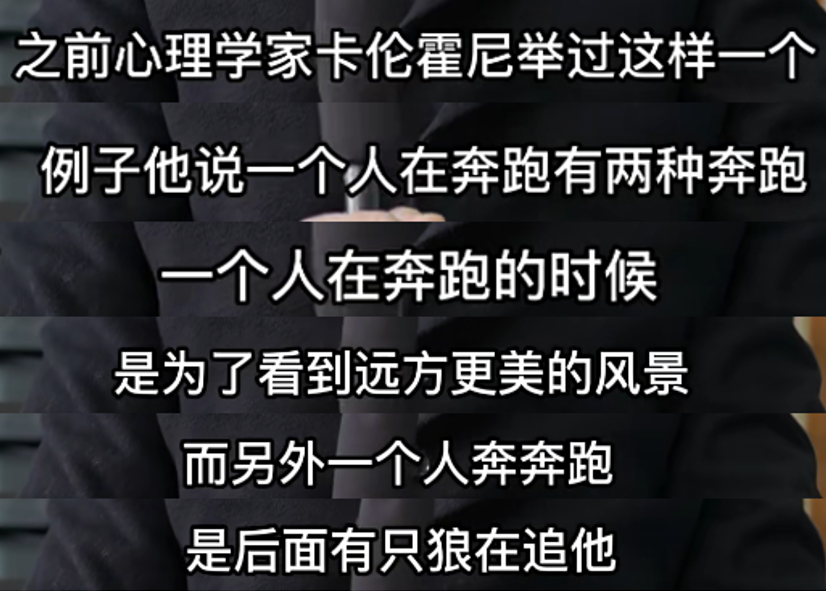 之前心理学家卡伦霍尼举过这样一个
例子他说一个人在奔跑有两种奔跑
一个人在奔跑的时候
是为了看到远方更美的风景
而另外一个人奔奔跑
是后面有只狼在追他